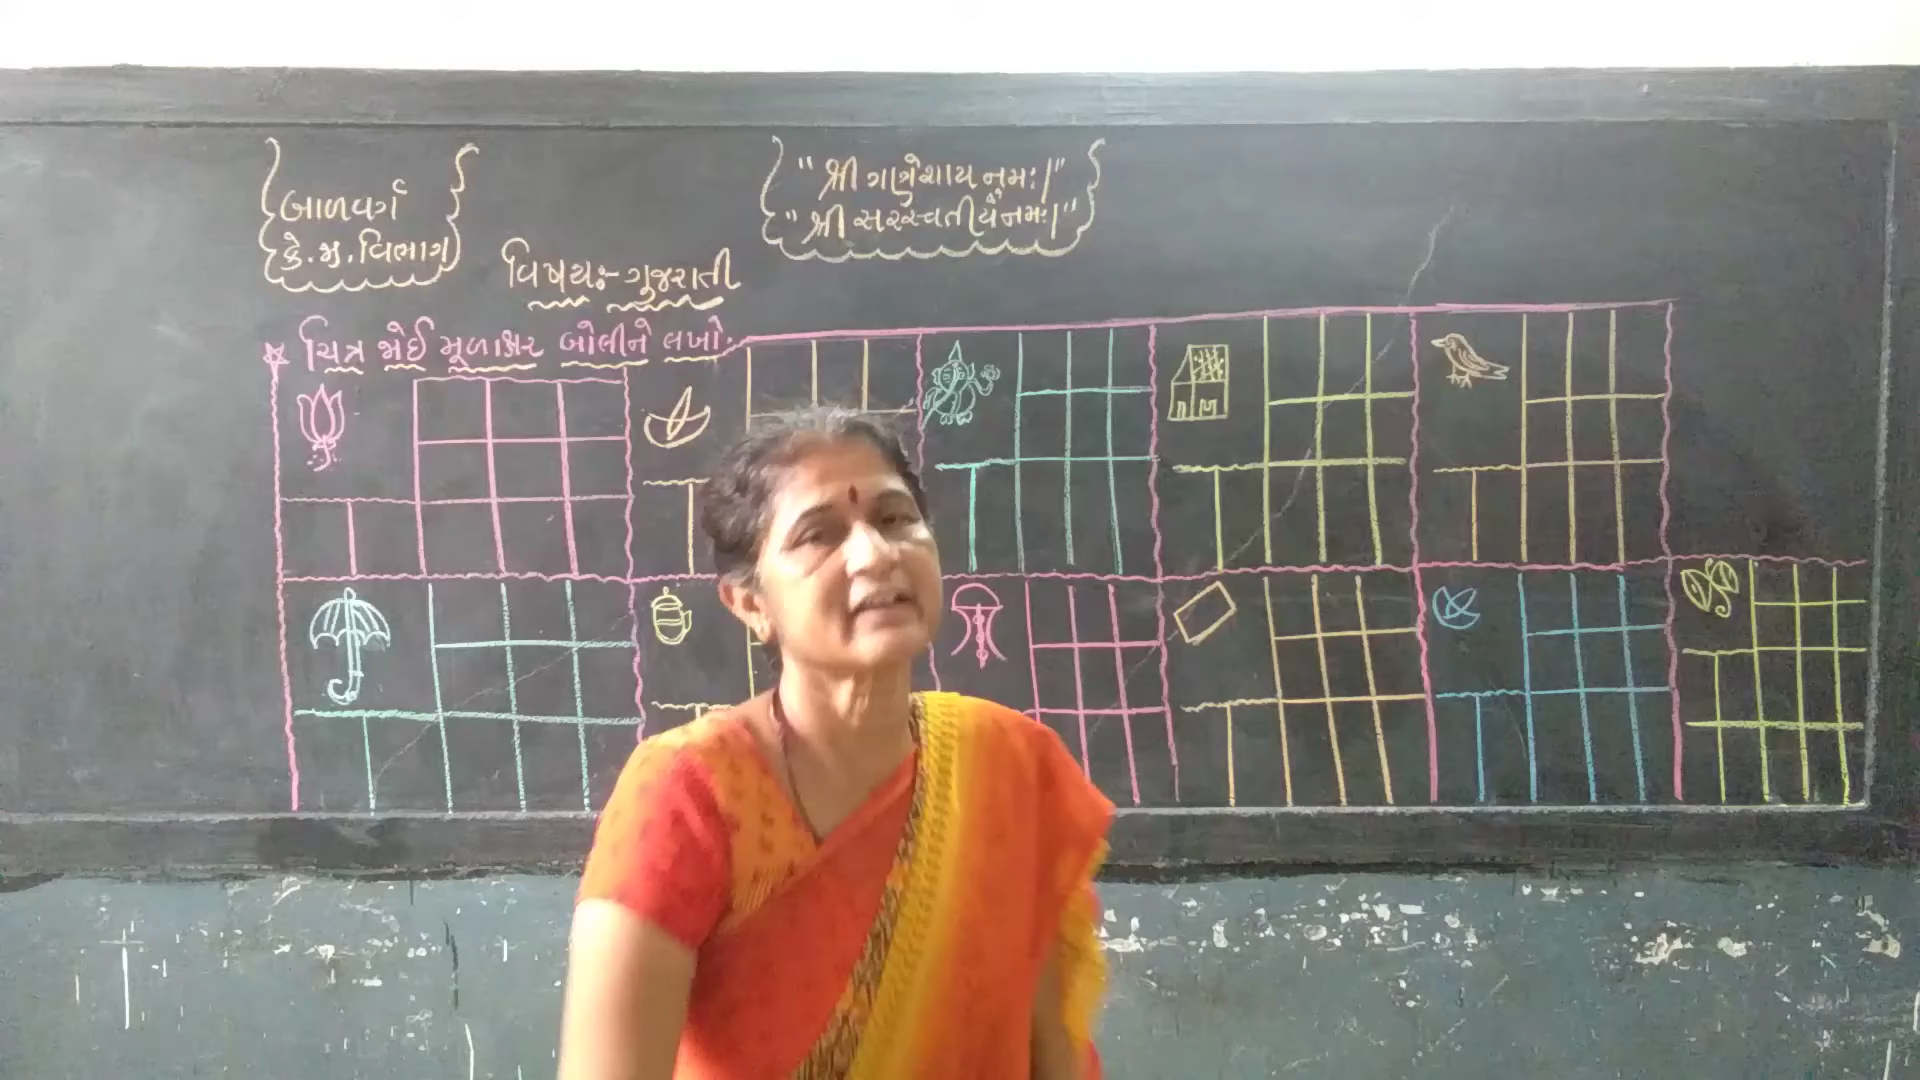 બાળવર્ગ
કે.મુ.વિભાગ
"શ્રી ગણેશાય નમઃ।"
"શ્રી સરસ્વતીયૈ નમઃ।"
વિષયઃ- ગુજરાતી
ચિત્ર જોઈ મૂળાક્ષર બોલીને લખો.